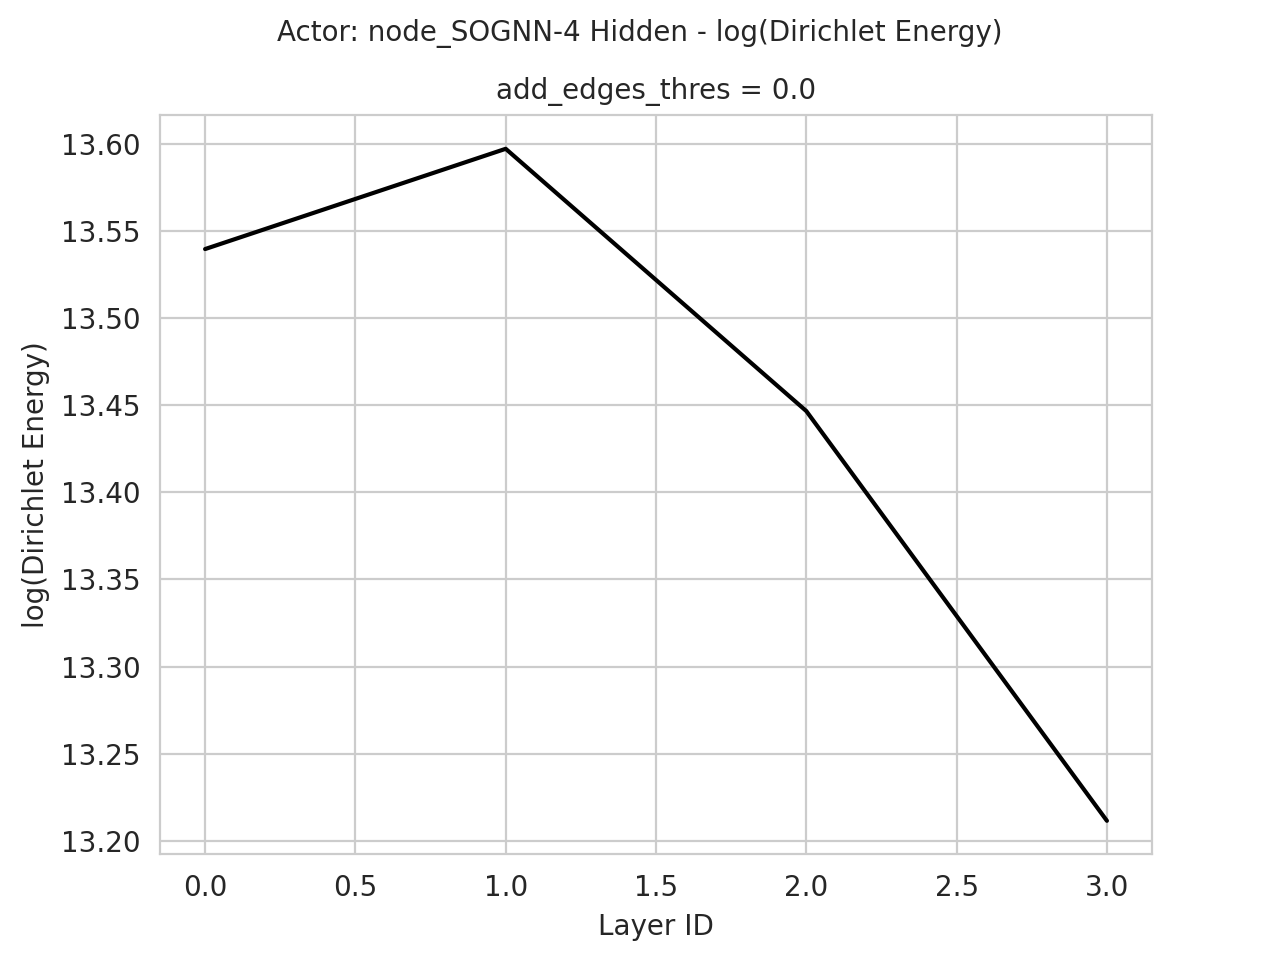 Actor: node_SOGNN-4 Hidden - log(Dirichlet Energy)
add_edges_thres = 0.0
log(Dirichlet Energy)
13.60
13.55
13.50
13.45
13.40
13.35
13.30
13.25
13.20
0.0 0.5 1.0 1.5 2.0 2.5 3.0
Layer ID